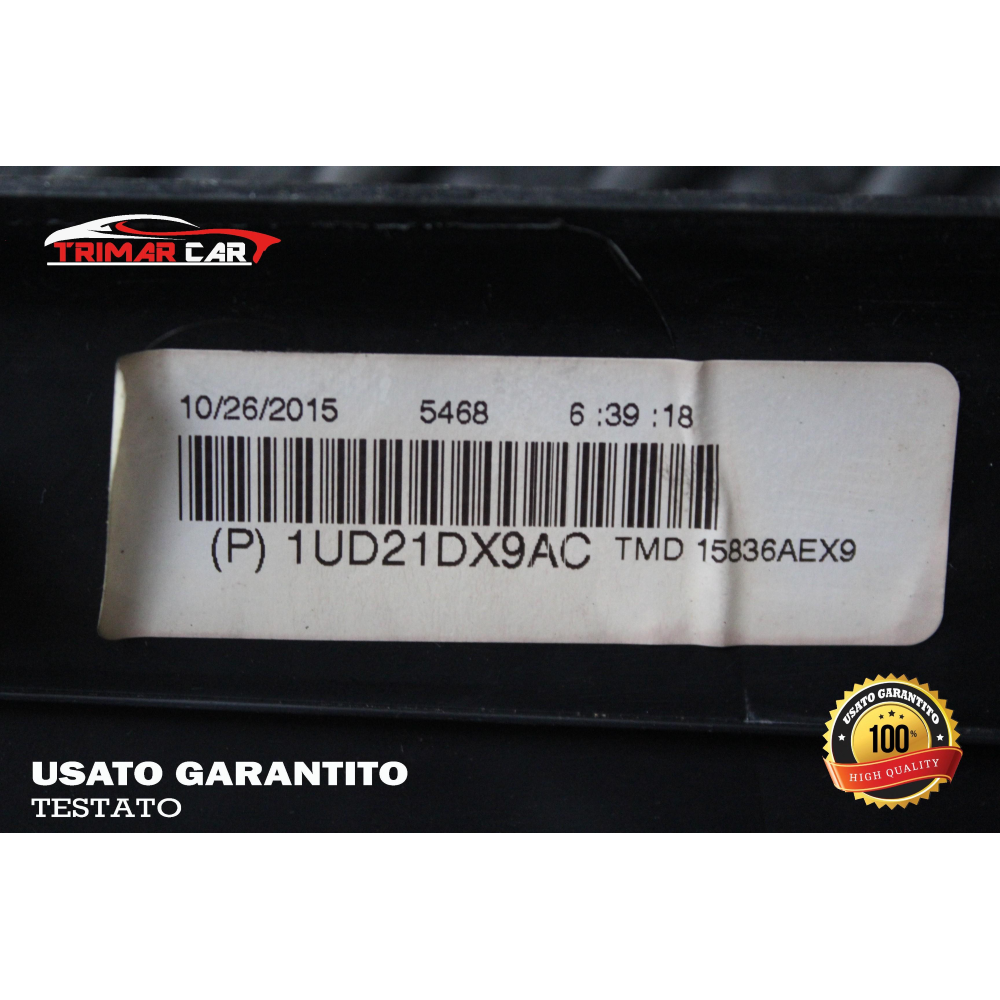 TRIMAR CAR
10/26/2015 5468 6 :39 :18
(P) 1UD21DX9AC TMD 15836AEX9
USATO GARANTITO
100%
HIGH QUALITY
USATO GARANTITO
TESTATO